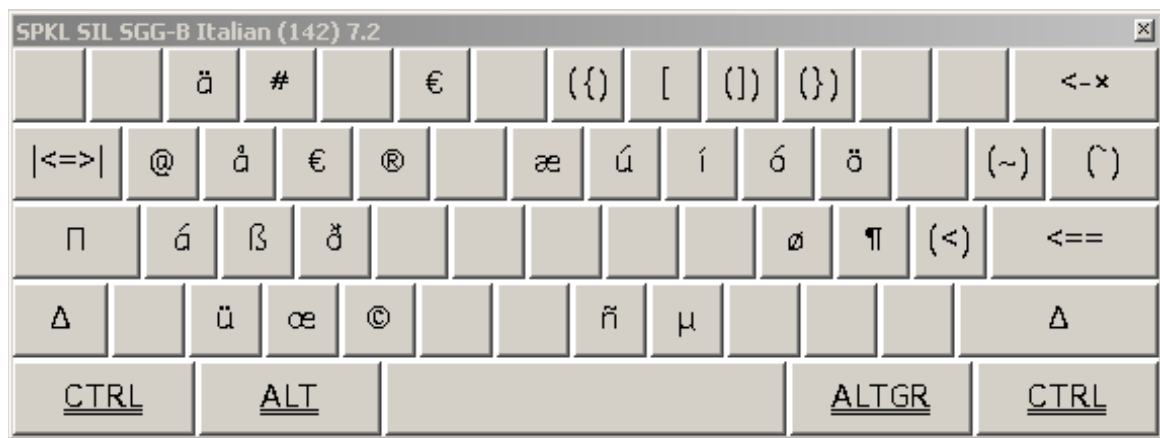 SPKL SIL SGG-B Italian (142) 7.2
ä # € ({) [ (]) (}) <-×
|<=>| @ å € ® æ ú í ó ö (~) (ˆ)
Π á ß ð ø ¶ (<) <==
Δ ü œ © ñ µ Δ
CTRL ALT ALTGR CTRL